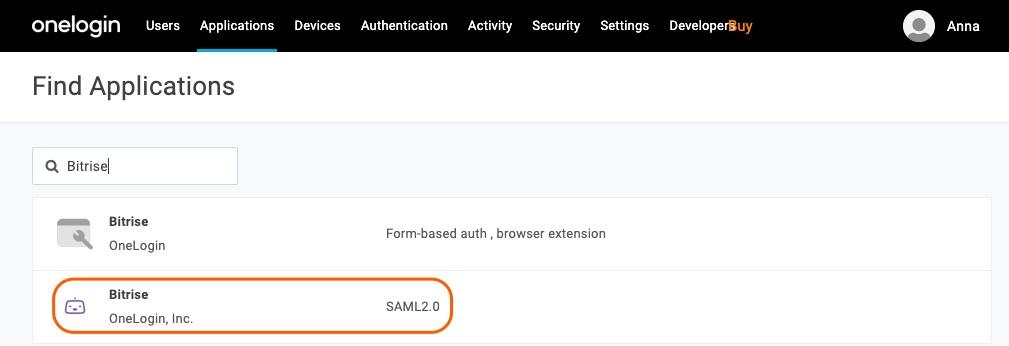 onelogin Users Applications Devices Authentication Activity Security Settings Developers Buy Anna
Find Applications
Bitrise
Bitrise
OneLogin
Form-based auth , browser extension
Bitrise
OneLogin, Inc.
SAML2.0